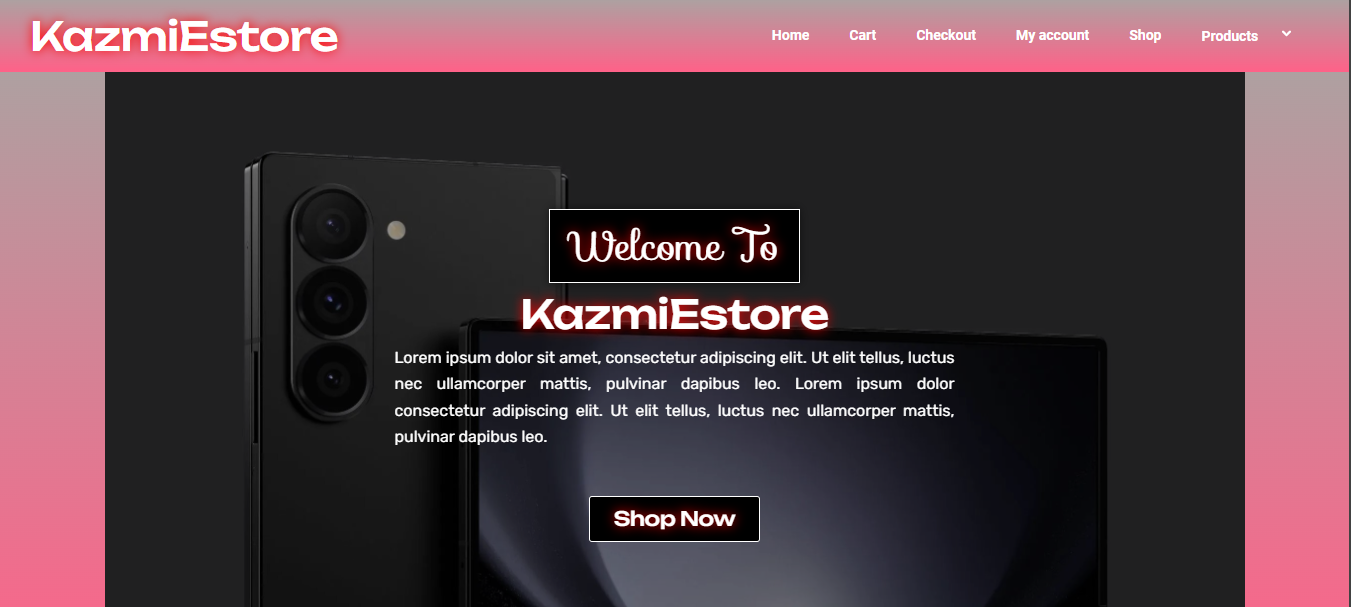 KazmiEstore
Home Cart Checkout My account Shop Products
Welcome To
KazmiEstore
Lorem ipsum dolor sit amet, consectetur adipiscing elit. Ut elit tellus, luctus
nec ullamcorper mattis, pulvinar dapibus leo. Lorem ipsum dolor
consectetur adipiscing elit. Ut elit tellus, luctus nec ullamcorper mattis,
pulvinar dapibus leo.
Shop Now